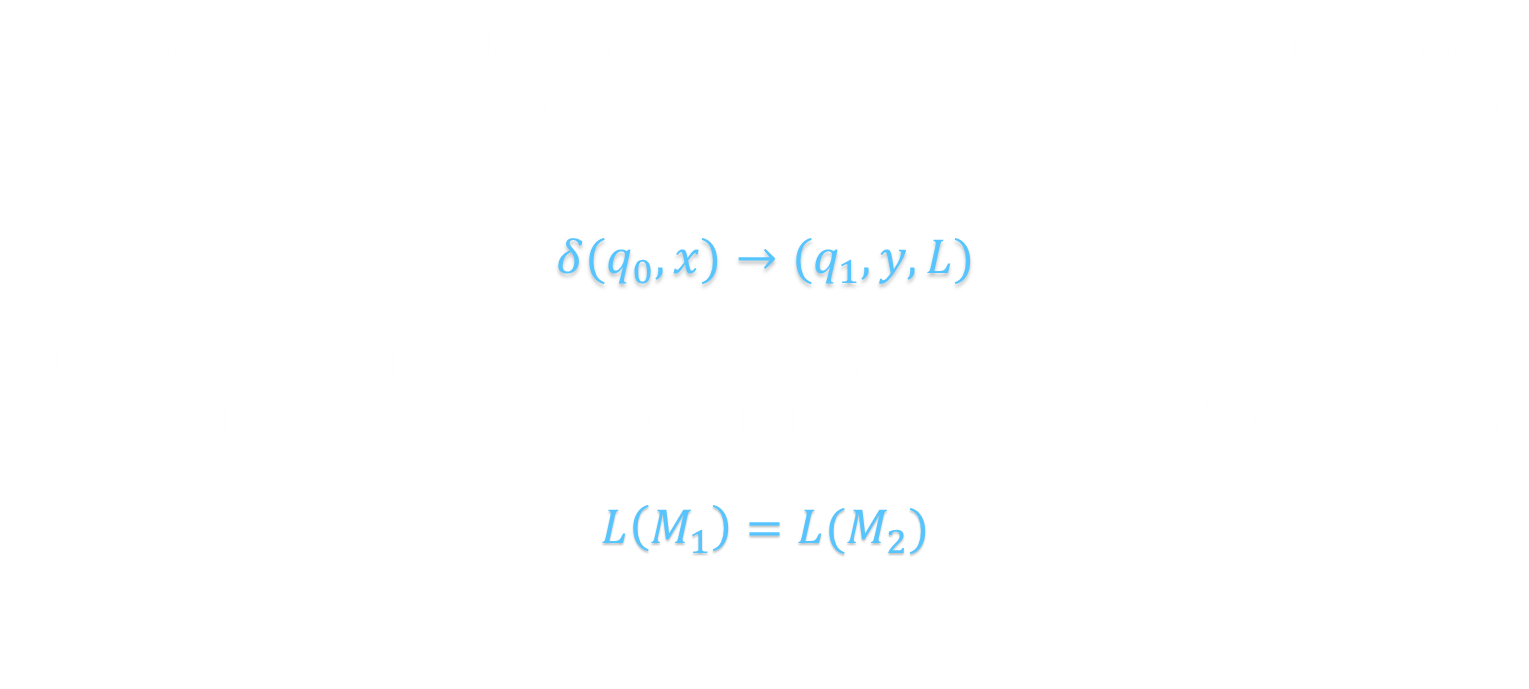 δ(q₀, x) → (q₁, y, L)
L(M₁) = L(M₂)